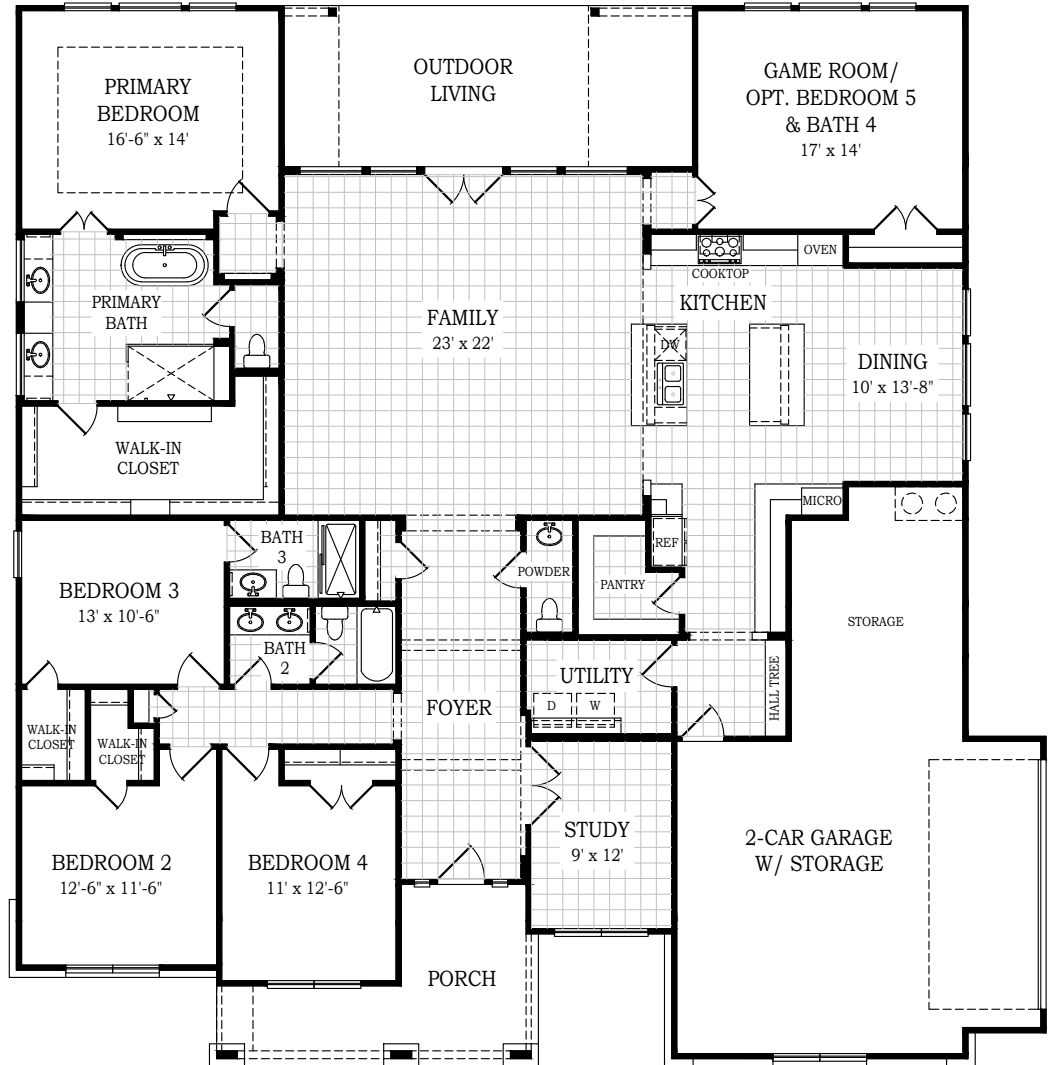 PRIMARY
BEDROOM
16'-6" x 14'
OUTDOOR
LIVING
GAME ROOM/
OPT. BEDROOM 5
& BATH 4
17' x 14'
OVEN
COOKTOP
KITCHEN
PRIMARY
BATH
FAMILY
23' x 22'
DW
DINING
10' x 13'-8"
WALK-IN
CLOSET
MICRO
BATH
3
REF
POWDER
PANTRY
BEDROOM 3
13' x 10'-6"
STORAGE
BATH
2
UTILITY
D
W
HALL TREE
FOYER
WALK-IN
CLOSET
WALK-IN
CLOSET
STUDY
9' x 12'
2-CAR GARAGE
W/ STORAGE
BEDROOM 2
12'-6" x 11'-6"
BEDROOM 4
11' x 12'-6"
PORCH